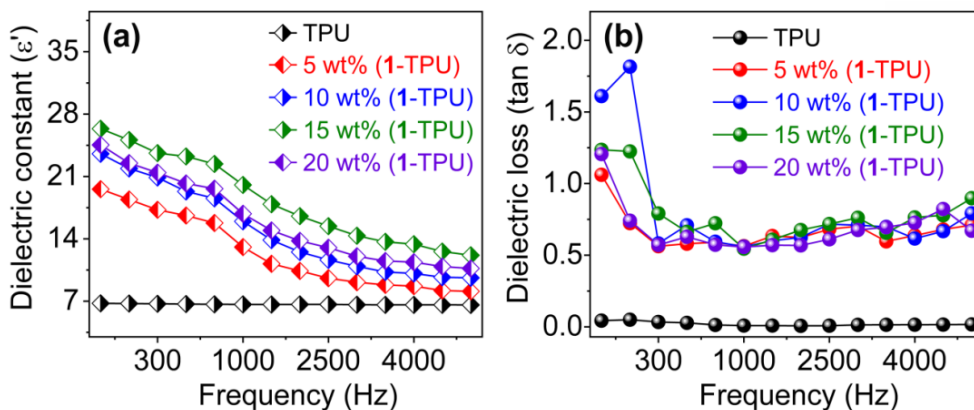 (a)
TPU
5 wt% (1-TPU)
10 wt% (1-TPU)
15 wt% (1-TPU)
20 wt% (1-TPU)
Dielectric constant (ε')
35
28
21
14
7
300 1000 2500 4000
Frequency (Hz)
(b)
TPU
5 wt% (1-TPU)
10 wt% (1-TPU)
15 wt% (1-TPU)
20 wt% (1-TPU)
Dielectric loss (tan δ)
2.0
1.5
1.0
0.5
0.0
300 1000 2500 4000
Frequency (Hz)